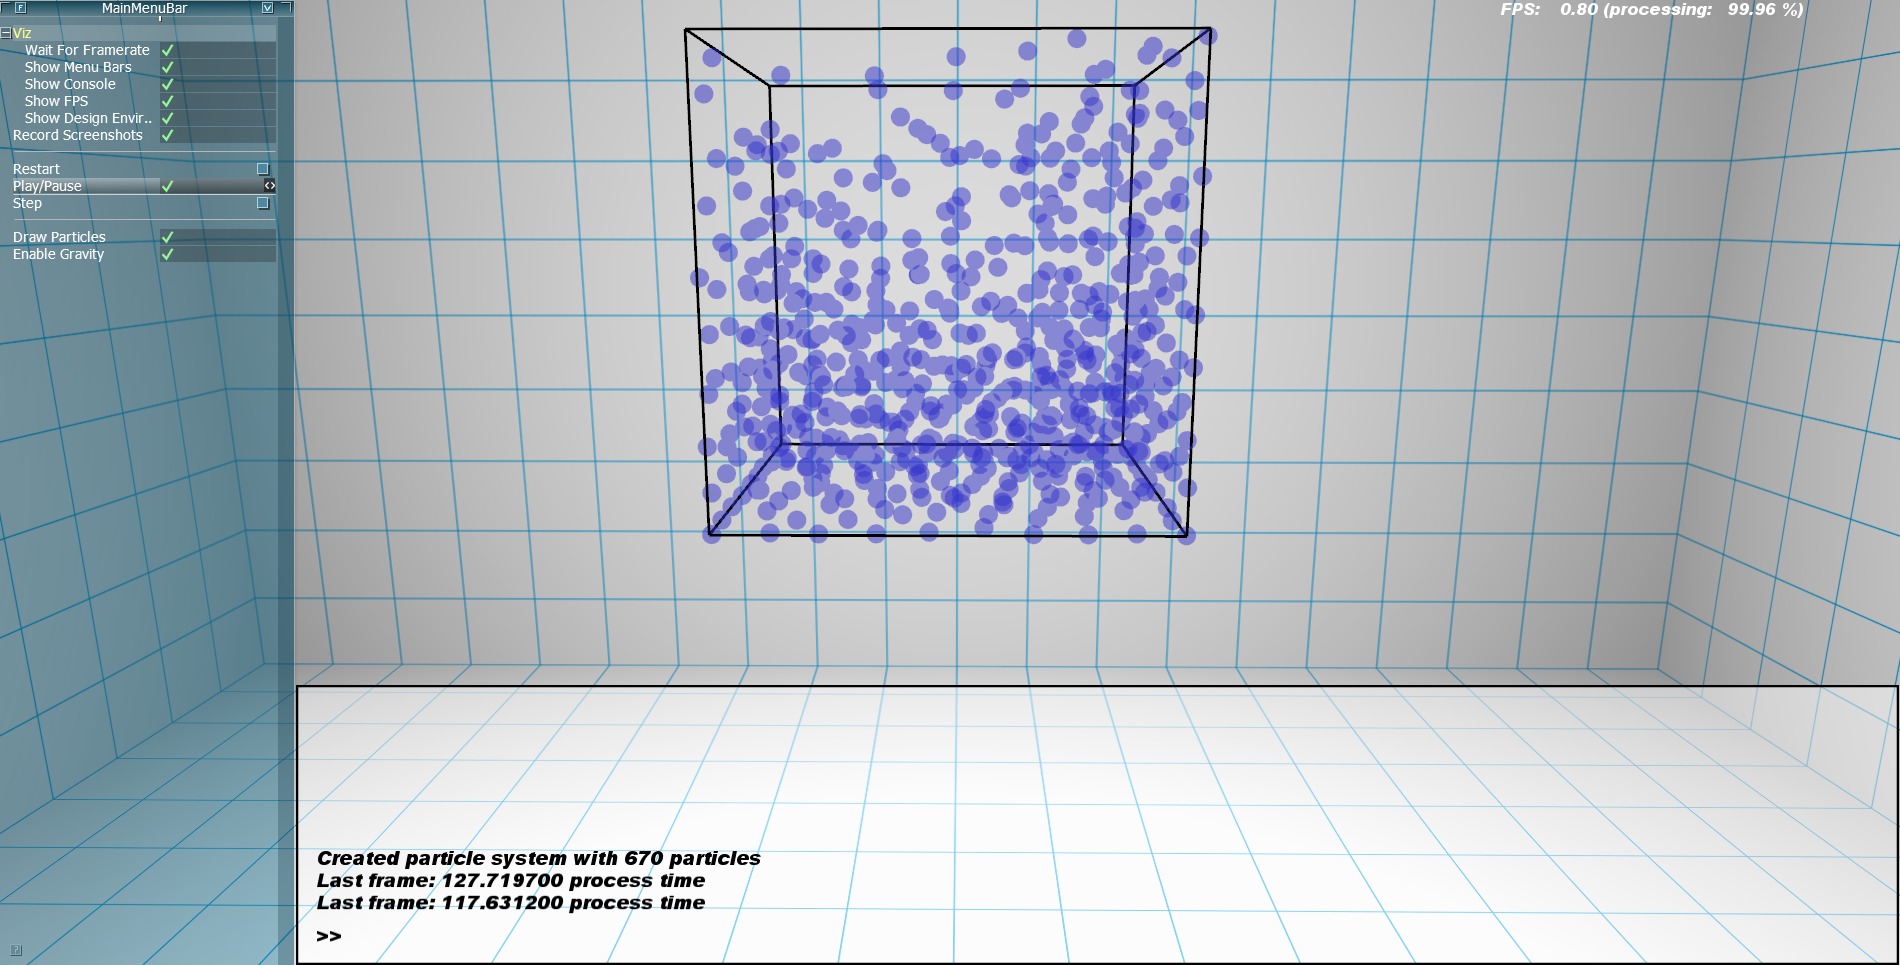 MainMenuBar
F
V
Viz
Wait For Framerate
Show Menu Bars
Show Console
Show FPS
Show Design Envir..
Record Screenshots
Restart
Play/Pause
Step
Draw Particles
Enable Gravity
?
FPS: 0.80 (processing: 99.96 %)
Created particle system with 670 particles
Last frame: 127.719700 process time
Last frame: 117.631200 process time
>>